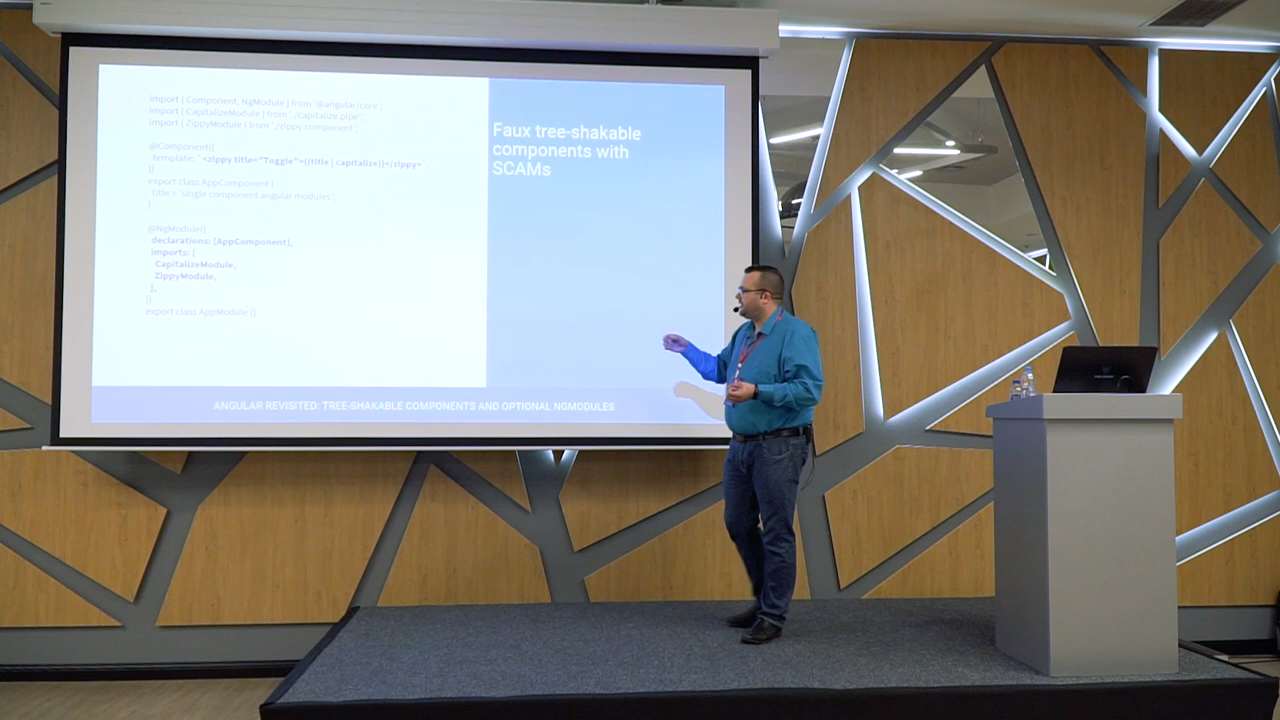 import { Component, NgModule } from '@angular/core';
import { CapitalizeModule } from './capitalize.pipe';
import { ZippyModule } from './zippy.component';
@Component({
template: `<zippy title="Toggle">{{title | capitalize}}</zippy>`,
})
export class AppComponent {
title = 'single component angular modules';
}
@NgModule({
declarations: [AppComponent],
imports: [
CapitalizeModule,
ZippyModule,
],
})
export class AppModule {}
Faux tree-shakable
components with
SCAMs
ANGULAR REVISITED: TREE-SHAKABLE COMPONENTS AND OPTIONAL NGMODULES